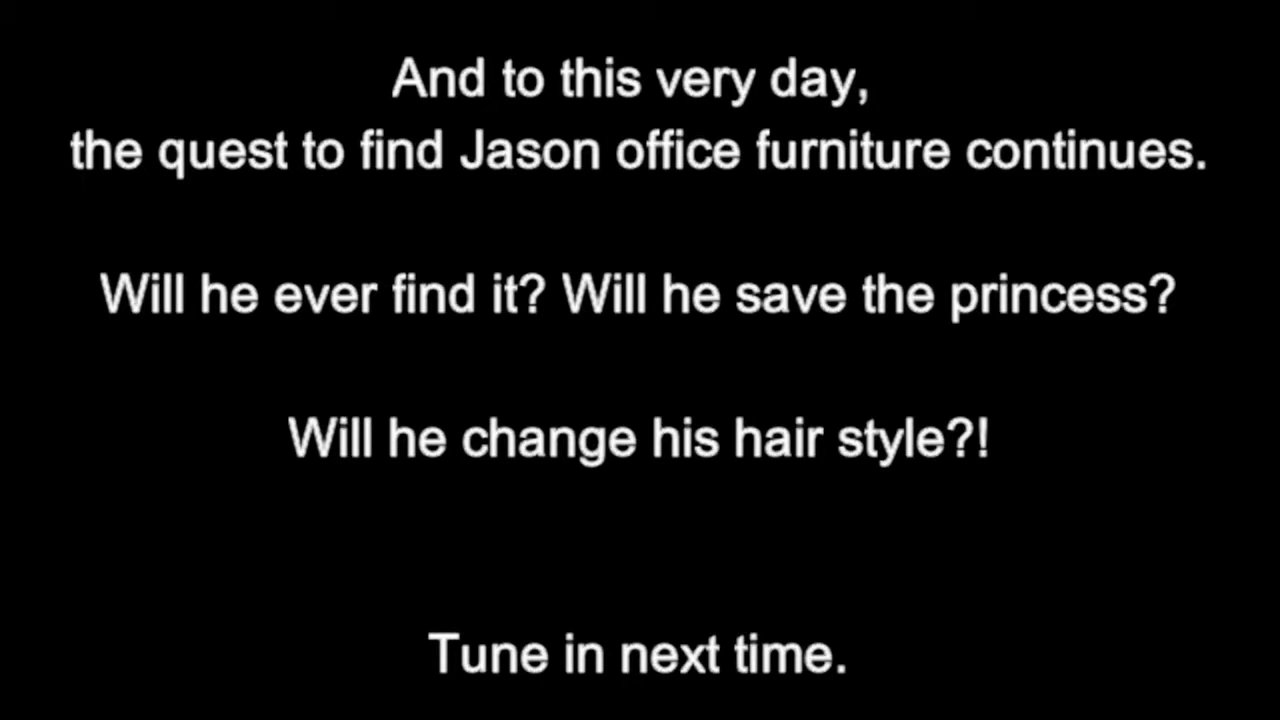 And to this very day,
the quest to find Jason office furniture continues.
Will he ever find it? Will he save the princess?
Will he change his hair style?!
Tune in next time.